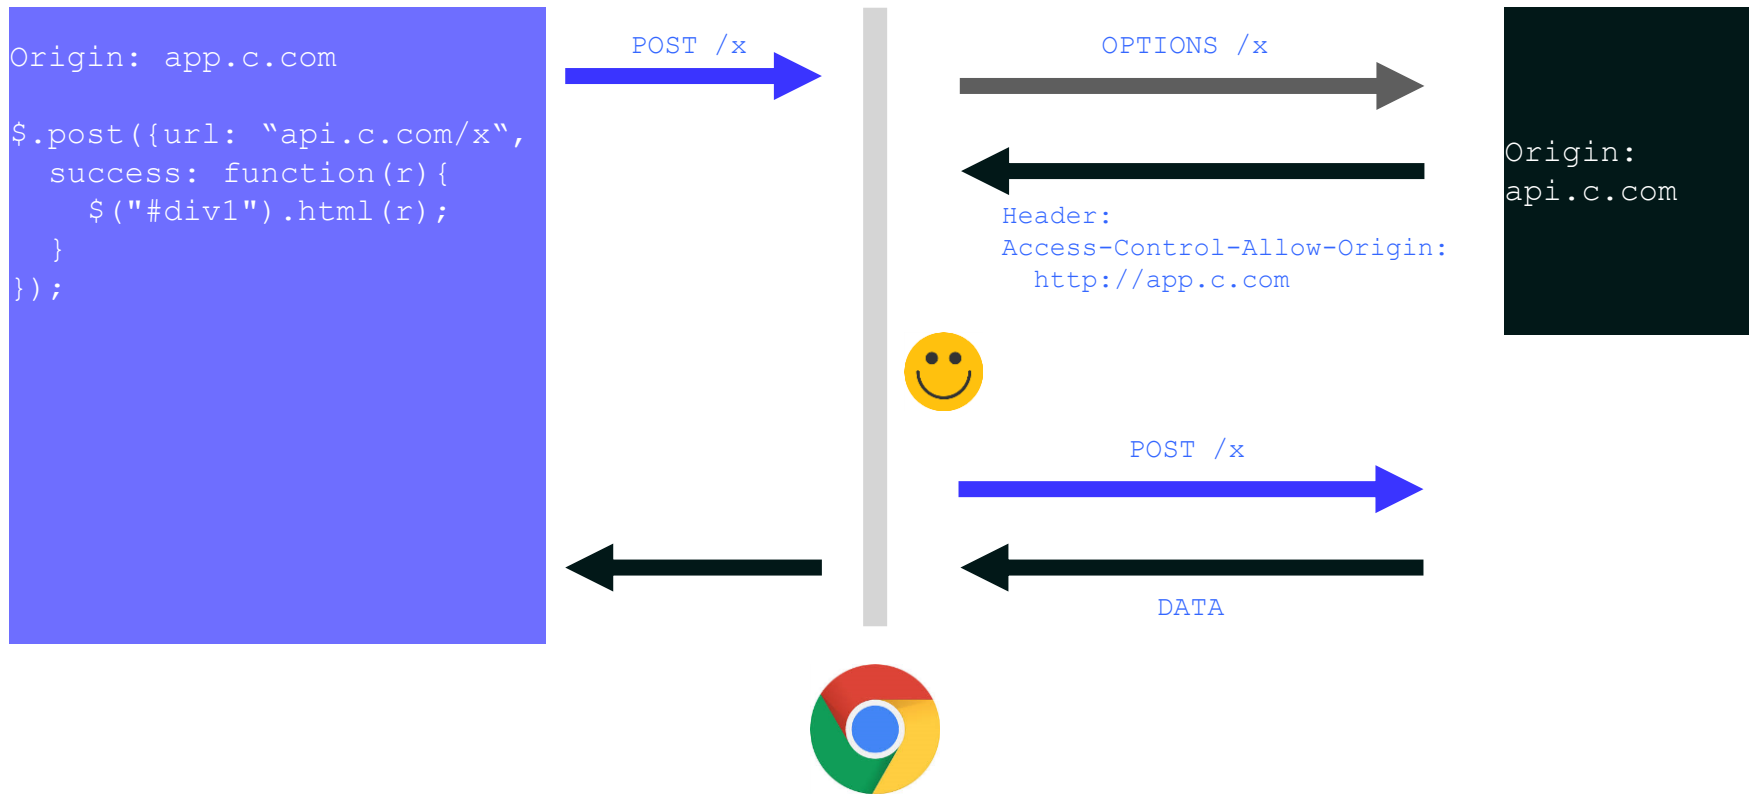 Origin: app.c.com
$.post({url: “api.c.com/x“,
success: function(r){
$("#div1").html(r);
}
});
POST /x
OPTIONS /x
Header:
Access-Control-Allow-Origin:
http://app.c.com
Origin:
api.c.com
POST /x
DATA